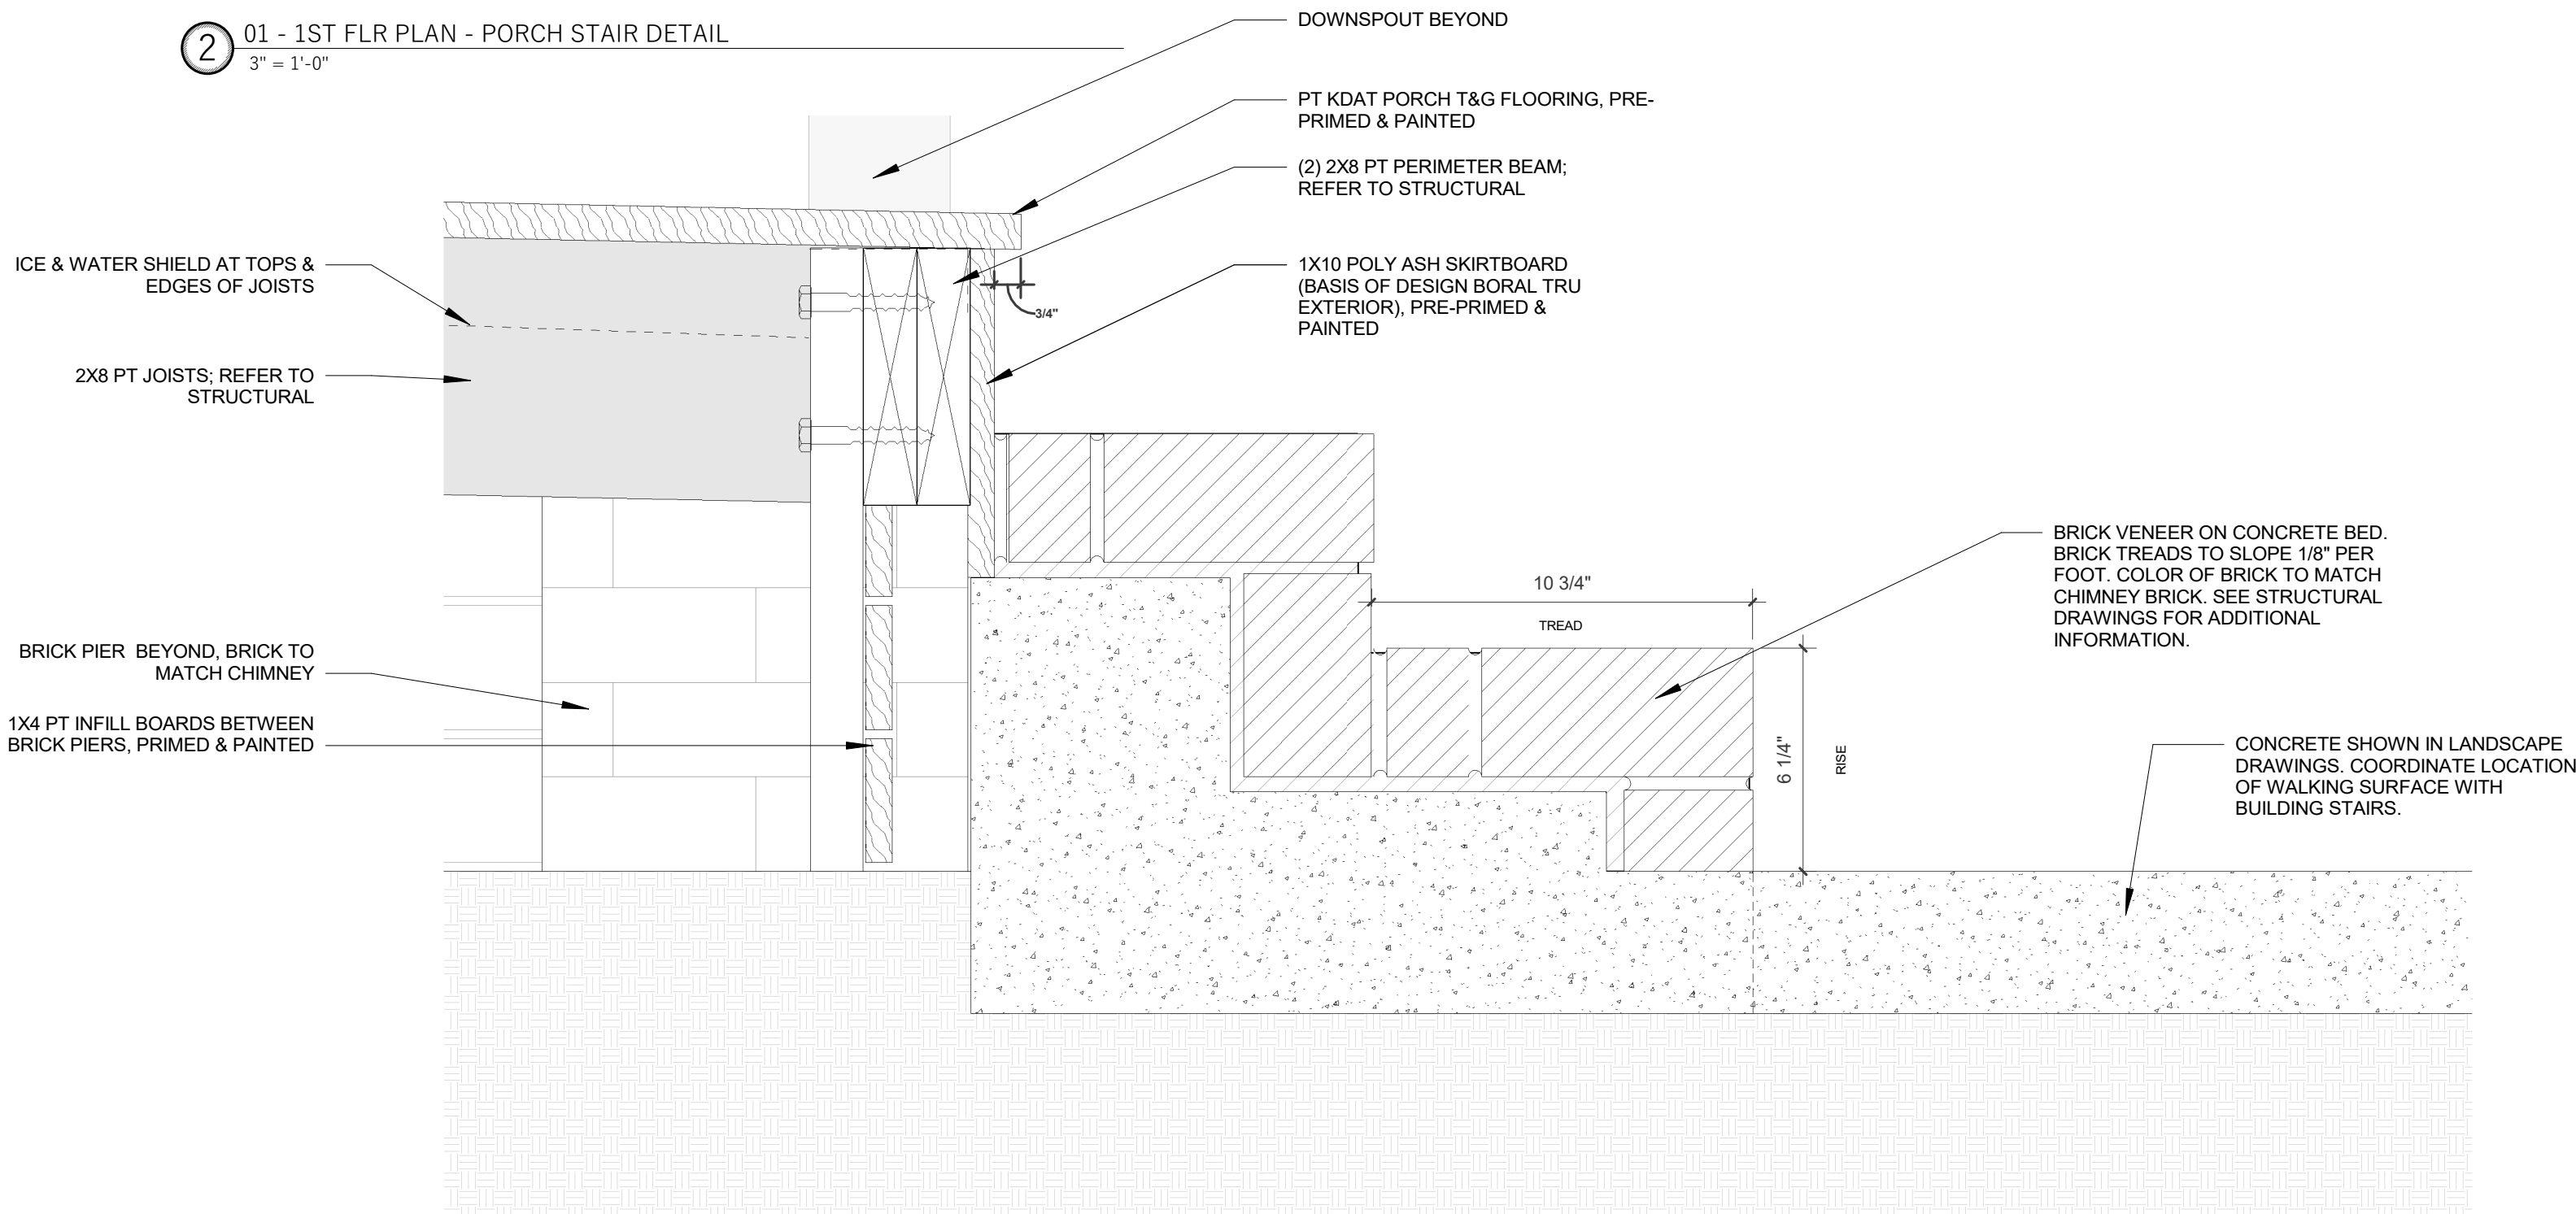 2
01 - 1ST FLR PLAN - PORCH STAIR DETAIL
3" = 1'-0"
DOWNSPOUT BEYOND
PT KDAT PORCH T&G FLOORING, PRE-
PRIMED & PAINTED
(2) 2X8 PT PERIMETER BEAM;
REFER TO STRUCTURAL
1X10 POLY ASH SKIRTBOARD
(BASIS OF DESIGN BORAL TRU
EXTERIOR), PRE-PRIMED &
PAINTED
3/4"
ICE & WATER SHIELD AT TOPS &
EDGES OF JOISTS
2X8 PT JOISTS; REFER TO
STRUCTURAL
BRICK PIER  BEYOND, BRICK TO
MATCH CHIMNEY
1X4 PT INFILL BOARDS BETWEEN
BRICK PIERS, PRIMED & PAINTED
10 3/4"
TREAD
6 1/4"
RISE
BRICK VENEER ON CONCRETE BED.
BRICK TREADS TO SLOPE 1/8" PER
FOOT. COLOR OF BRICK TO MATCH
CHIMNEY BRICK. SEE STRUCTURAL
DRAWINGS FOR ADDITIONAL
INFORMATION.
CONCRETE SHOWN IN LANDSCAPE
DRAWINGS. COORDINATE LOCATION
OF WALKING SURFACE WITH
BUILDING STAIRS.